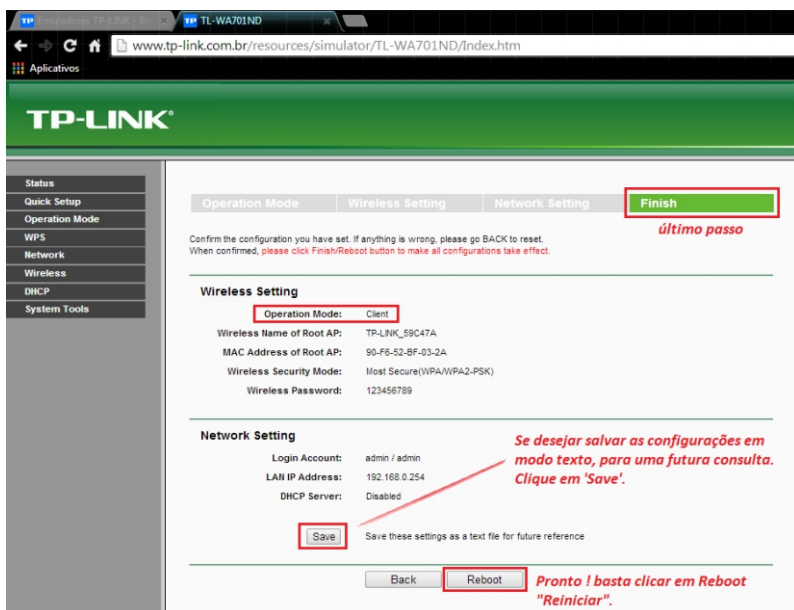 Emuladores TP-LINK - Ba
TL-WA701ND
www.tp-link.com.br/resources/simulator/TL-WA701ND/Index.htm
Aplicativos
TP-LINK®
Status
Quick Setup
Operation Mode
WPS
Network
Wireless
DHCP
System Tools
Operation Mode Wireless Setting Network Setting Finish
último passo
Confirm the configuration you have set. If anything is wrong, please go BACK to reset.
When confirmed, please click Finish/Reboot button to make all configurations take effect.
Wireless Setting
Operation Mode: Client
Wireless Name of Root AP: TP-LINK_59C47A
MAC Address of Root AP: 90-F6-52-BF-03-2A
Wireless Security Mode: Most Secure(WPA/WPA2-PSK)
Wireless Password: 123456789
Network Setting
Login Account: admin / admin
LAN IP Address: 192.168.0.254
DHCP Server: Disabled
Se desejar salvar as configurações em
modo texto, para uma futura consulta.
Clique em 'Save'.
Save Save these settings as a text file for future reference
Back Reboot
Pronto ! basta clicar em Reboot
"Reiniciar".